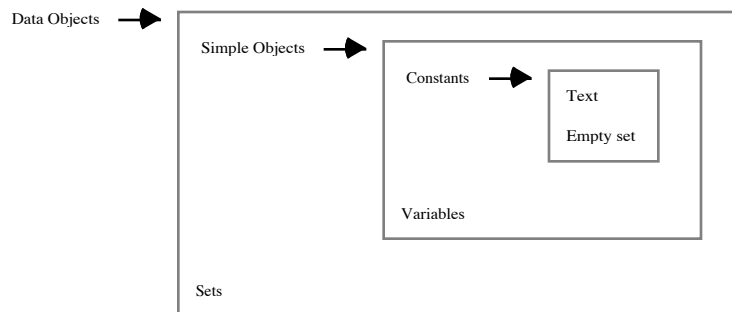 Data Objects
Simple Objects
Constants
Text
Empty set
Variables
Sets